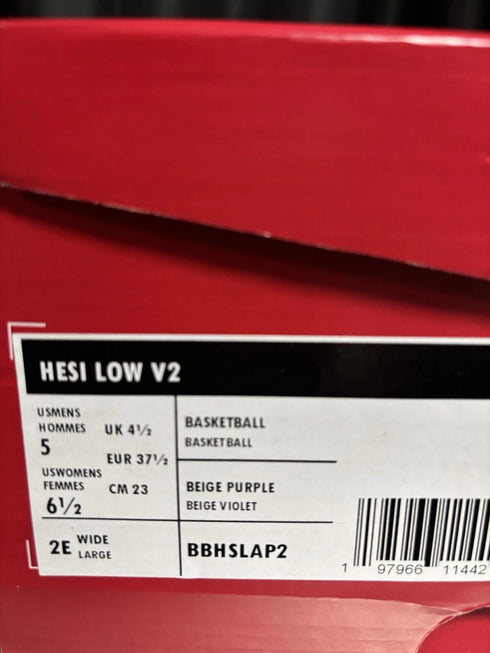 HESI LOW V2
USMENS
HOMMES UK 4½
5
EUR 37½
USWOMENS
FEMMES CM 23
6½
2E WIDE
LARGE
BASKETBALL
BASKETBALL
BEIGE PURPLE
BEIGE VIOLET
BBHSLAP2
1 97966 11442